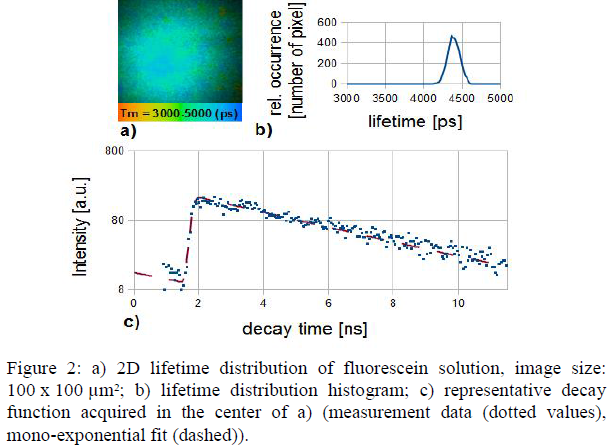 Tm = 3000-5000 (ps)
a)
rel. occurrence
[number of pixel]
600
400
200
0
3000 3500 4000 4500 5000
lifetime [ps]
b)
800
80
8
Intensity [a.u.]
0 2 4 6 8 10
decay time [ns]
c)
Figure 2: a) 2D lifetime distribution of fluorescein solution, image size:
100 x 100 µm²; b) lifetime distribution histogram; c) representative decay
function acquired in the center of a) (measurement data (dotted values),
mono-exponential fit (dashed)).